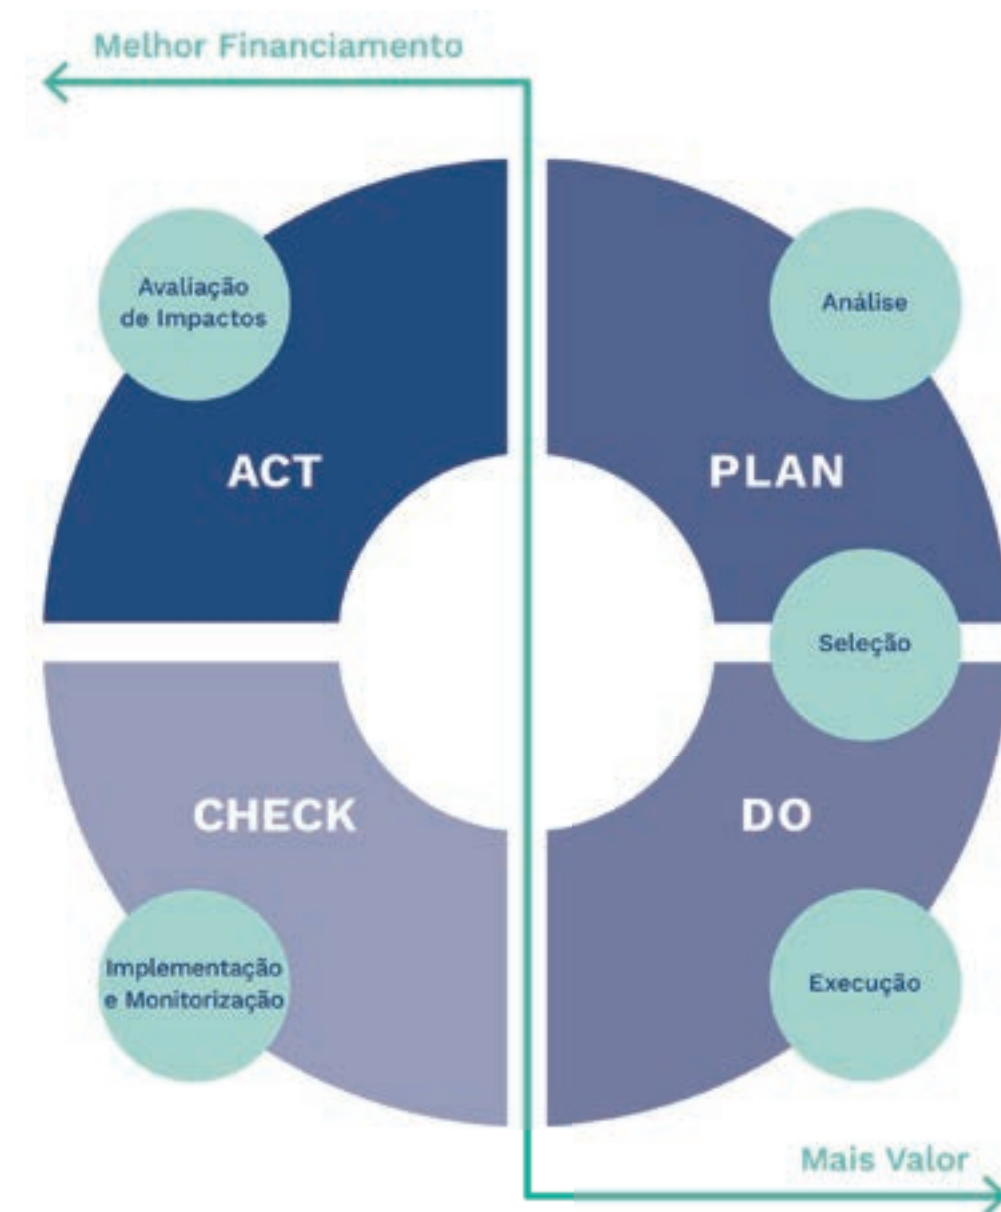 Melhor Financiamento
Avaliação
de Impactos
Análise
ACT
PLAN
Seleção
CHECK
DO
Implementação
e Monitorização
Execução
Mais Valor